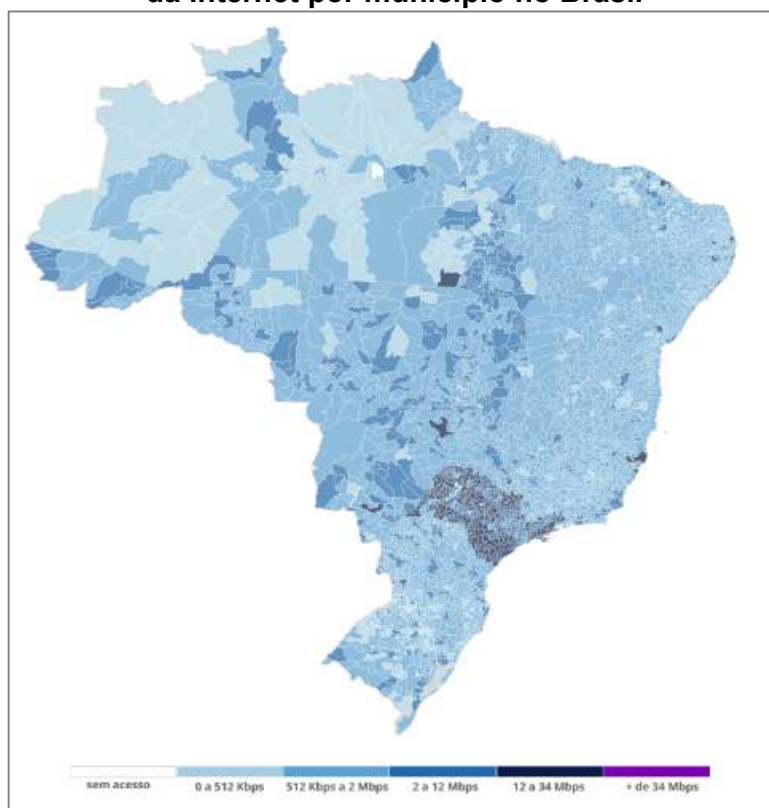 da internet por município no Brasil
sem acesso
0 a 512 Kbps
512 Kbps a 2 Mbps
2 a 12 Mbps
12 a 34 Mbps
+ de 34 Mbps